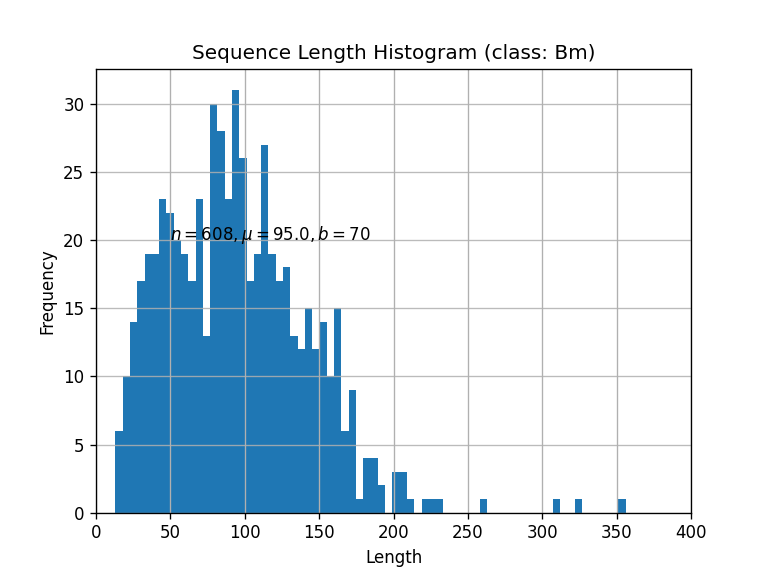 Sequence Length Histogram (class: Bm)
30
25
20
15
10
5
0
Frequency
n = 608, μ = 95.0, b = 70
0 50 100 150 200 250 300 350 400
Length